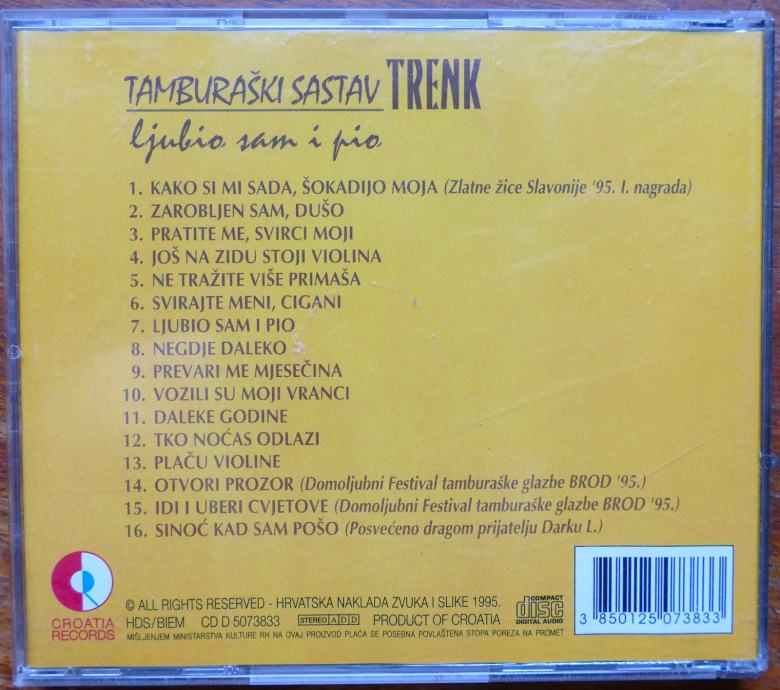 TAMBURAŠKI SASTAV TRENK
ljubio sam i pio
1. KAKO SI MI SADA, ŠOKADIJO MOJA (Zlatne žice Slavonije '95. I. nagrada)
2. ZAROBLJEN SAM, DUŠO
3. PRATITE ME, SVIRCI MOJI
4. JOŠ NA ZIDU STOJI VIOLINA
5. NE TRAŽITE VIŠE PRIMAŠA
6. SVIRAJTE MENI, CIGANI
7. LJUBIO SAM I PIO
8. NEGDJE DALEKO
9. PREVARI ME MJESEČINA
10. VOZILI SU MOJI VRANCI
11. DALEKE GODINE
12. TKO NOĆAS ODLAZI
13. PLAČU VIOLINE
14. OTVORI PROZOR (Domoljubni Festival tamburaške glazbe BROD '95.)
15. IDI I UBERI CVJETOVE (Domoljubni Festival tamburaške glazbe BROD '95.)
16. SINOĆ KAD SAM POŠO (Posvećeno dragom prijatelju Darku L.)
CROATIA
RECORDS
© ALL RIGHTS RESERVED - HRVATSKA NAKLADA ZVUKA I SLIKE 1995.
HDS/BIEM CD D 5073833 STEREO A D D PRODUCT OF CROATIA
MIŠLJENJEM MINISTARSTVA KULTURE RH NA OVAJ PROIZVOD PLAĆA SE POSEBNA POVLAŠTENA STOPA POREZA NA PROMET
COMPACT
disc
DIGITAL AUDIO
3 850125 073833